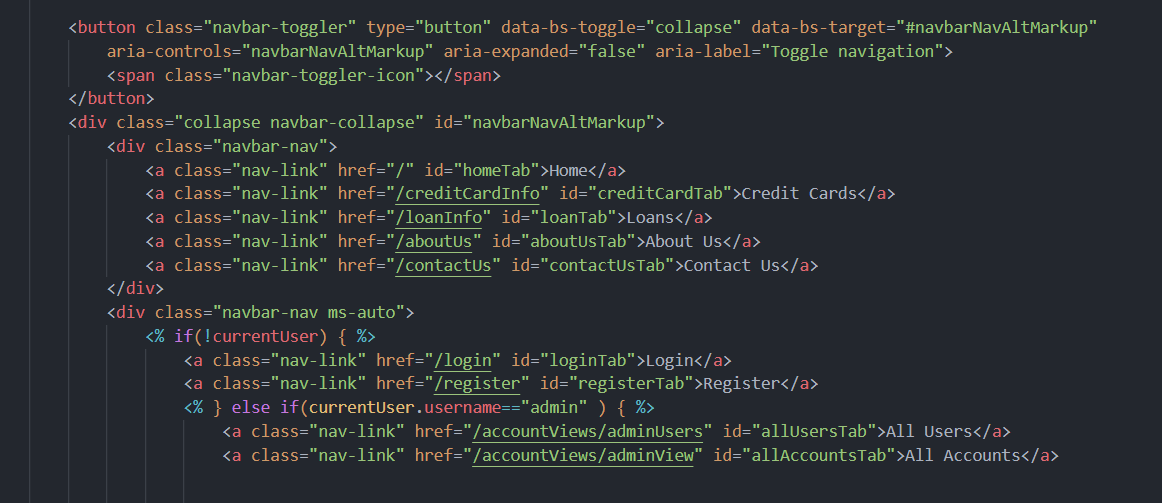 <button class="navbar-toggler" type="button" data-bs-toggle="collapse" data-bs-target="#navbarNavAltMarkup"
aria-controls="navbarNavAltMarkup" aria-expanded="false" aria-label="Toggle navigation">
<span class="navbar-toggler-icon"></span>
</button>
<div class="collapse navbar-collapse" id="navbarNavAltMarkup">
<div class="navbar-nav">
<a class="nav-link" href="/" id="homeTab">Home</a>
<a class="nav-link" href="/creditCardInfo" id="creditCardTab">Credit Cards</a>
<a class="nav-link" href="/loanInfo" id="loanTab">Loans</a>
<a class="nav-link" href="/aboutUs" id="aboutUsTab">About Us</a>
<a class="nav-link" href="/contactUs" id="contactUsTab">Contact Us</a>
</div>
<div class="navbar-nav ms-auto">
<% if(!currentUser) { %>
<a class="nav-link" href="/login" id="loginTab">Login</a>
<a class="nav-link" href="/register" id="registerTab">Register</a>
<% } else if(currentUser.username=="admin" ) { %>
<a class="nav-link" href="/accountViews/adminUsers" id="allUsersTab">All Users</a>
<a class="nav-link" href="/accountViews/adminView" id="allAccountsTab">All Accounts</a>